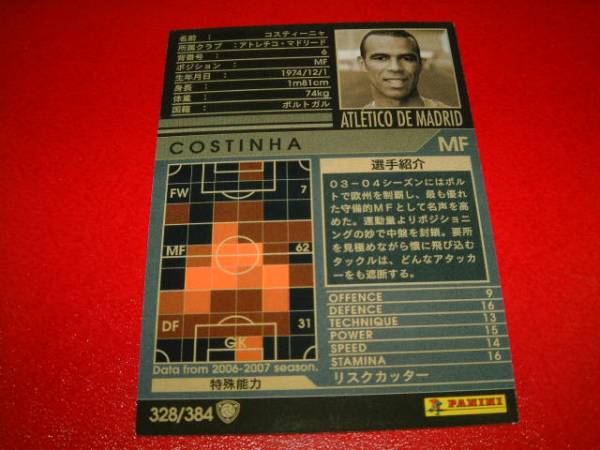 名前： コスティーニャ
所属クラブ：アトレチコ・マドリード
背番号： 6
ポジション： MF
生年月日： 1974/12/1
身長： 1m81cm
体重： 74kg
国籍： ポルトガル
ATLÉTICO DE MADRID
COSTINHA MF
FW 7
MF 62
DF 31
GK
Data from 2006-2007 season.
選手紹介
03-04シーズンにはポル
トで欧州を制覇し、最も優れ
た守備的MFとして名声を高
めた。運動量よりポジショニ
ングの妙で中盤を封鎖。要所
を見極めながら懐に飛び込む
タックルは、どんなアタッカ
ーをも遮断する。
OFFENCE 9
DEFENCE 16
TECHNIQUE 13
POWER 15
SPEED 14
STAMINA 16
特殊能力 リスクカッター
328/384
PANINI